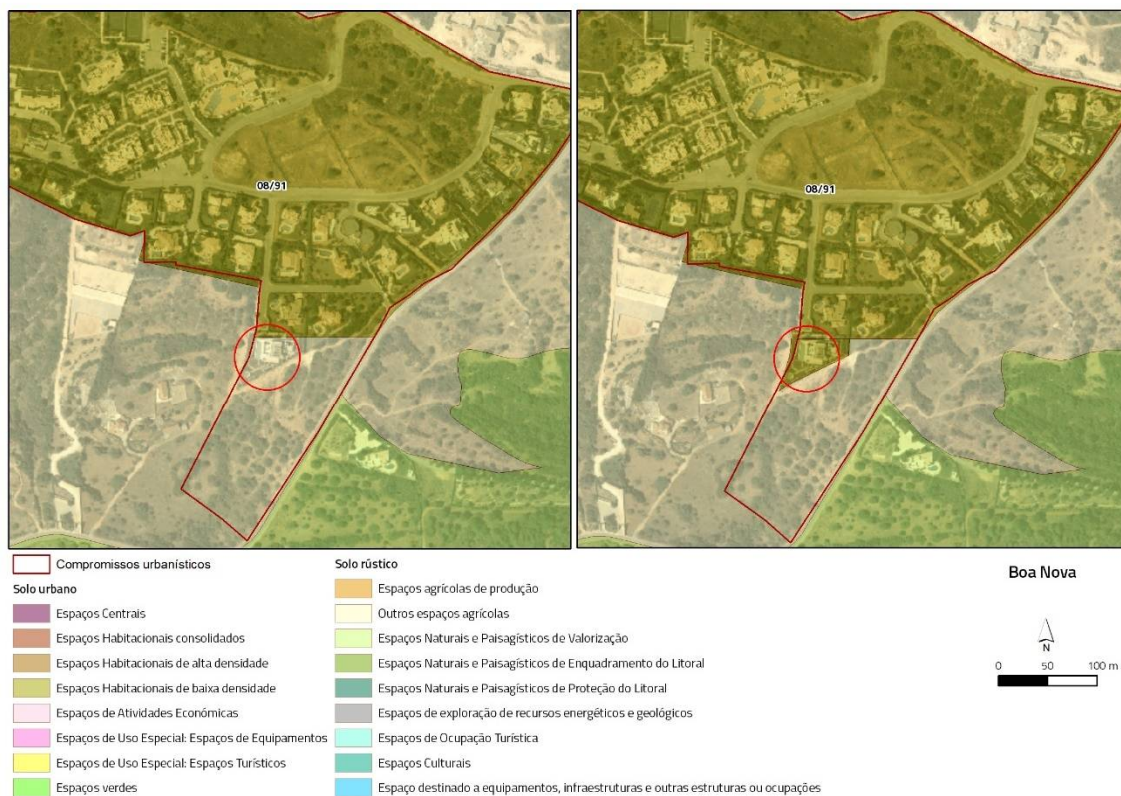 08/91
08/91
Compromissos urbanísticos
Solo urbano
Espaços Centrais
Espaços Habitacionais consolidados
Espaços Habitacionais de alta densidade
Espaços Habitacionais de baixa densidade
Espaços de Atividades Económicas
Espaços de Uso Especial: Espaços de Equipamentos
Espaços de Uso Especial: Espaços Turísticos
Espaços verdes
Solo rústico
Espaços agrícolas de produção
Outros espaços agrícolas
Espaços Naturais e Paisagísticos de Valorização
Espaços Naturais e Paisagísticos de Enquadramento do Litoral
Espaços Naturais e Paisagísticos de Proteção do Litoral
Espaços de exploração de recursos energéticos e geológicos
Espaços de Ocupação Turística
Espaços Culturais
Espaço destinado a equipamentos, infraestruturas e outras estruturas ou ocupações
Boa Nova
N
0 50 100 m